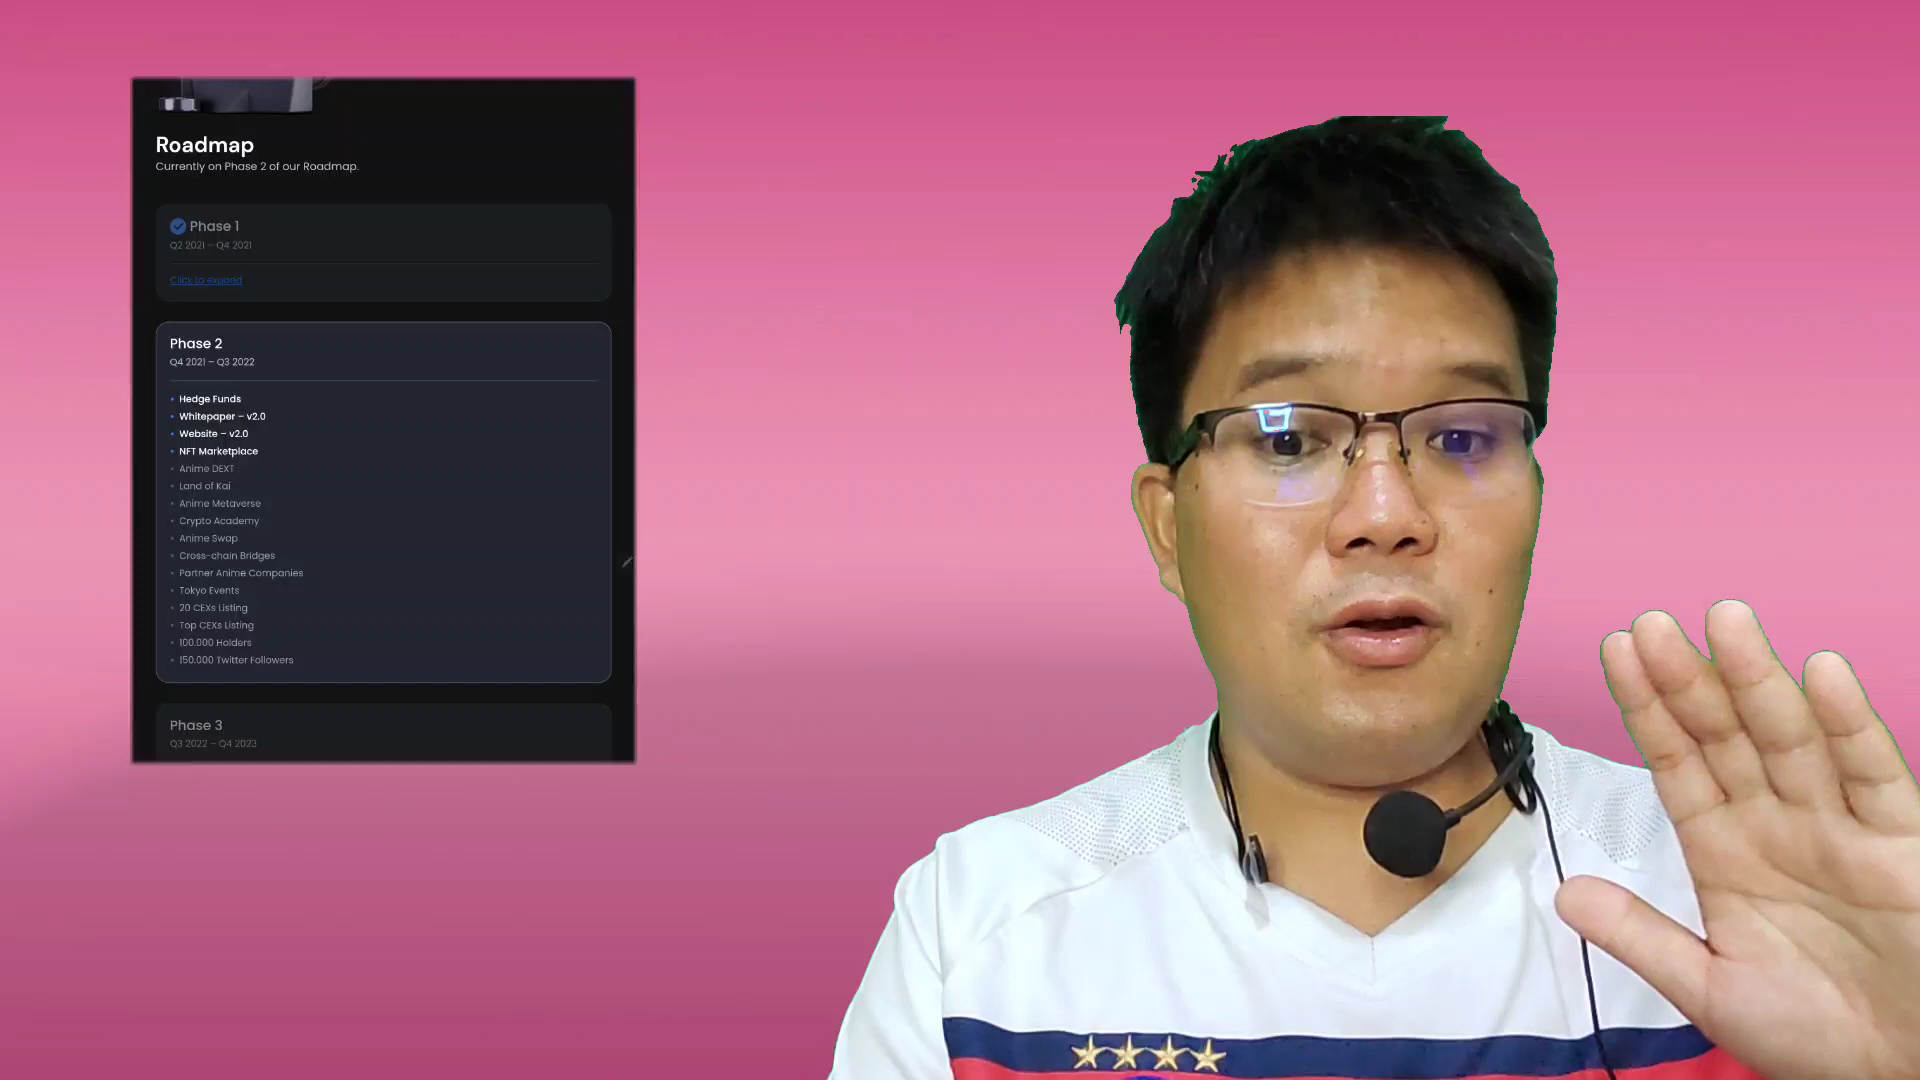 Roadmap
Currently on Phase 2 of our Roadmap.
Phase 1
Q2 2021 – Q4 2021
Click to expand
Phase 2
Q4 2021 – Q3 2022
Hedge Funds
Whitepaper – v2.0
Website – v2.0
NFT Marketplace
Anime DEXT
Land of Kai
Anime Metaverse
Crypto Academy
Anime Swap
Cross-chain Bridges
Partner Anime Companies
Tokyo Events
20 CEXs Listing
Top CEXs Listing
100.000 Holders
150.000 Twitter Followers
Phase 3
Q3 2022 – Q4 2023